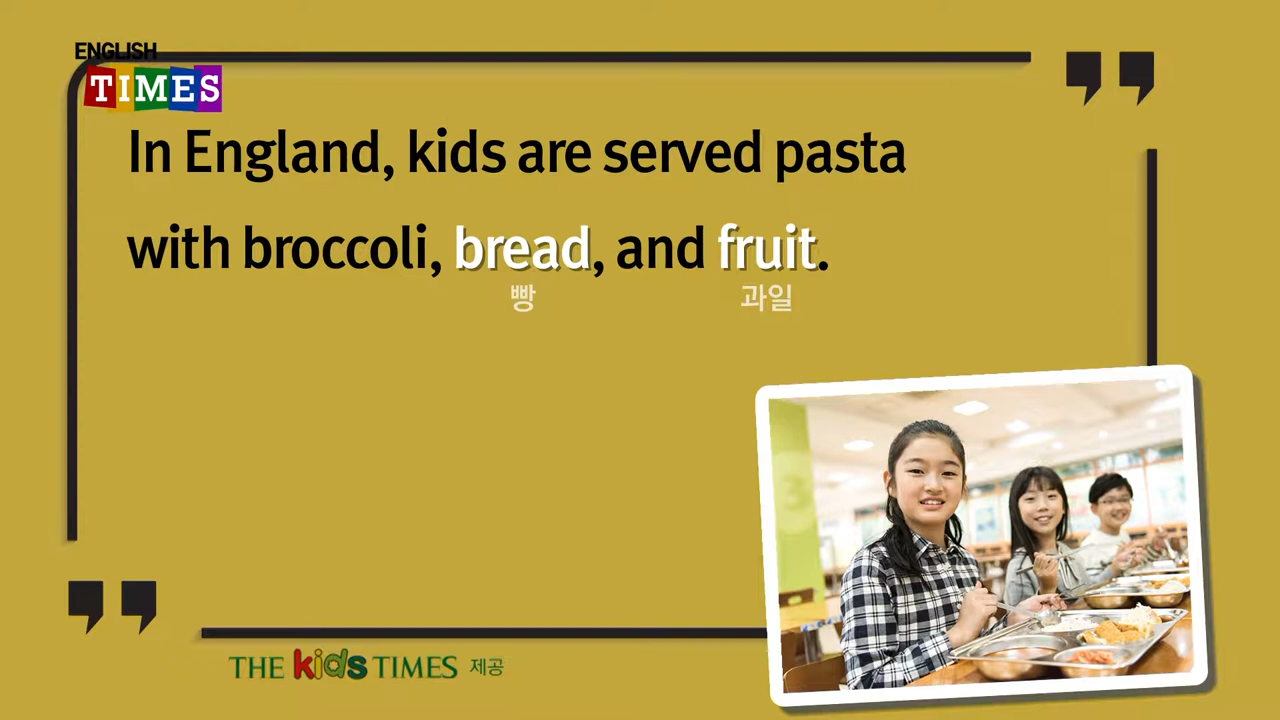 ENGLISH
TIMES
In England, kids are served pasta
with broccoli, bread, and fruit.
빵 과일
THE kids TIMES 제공